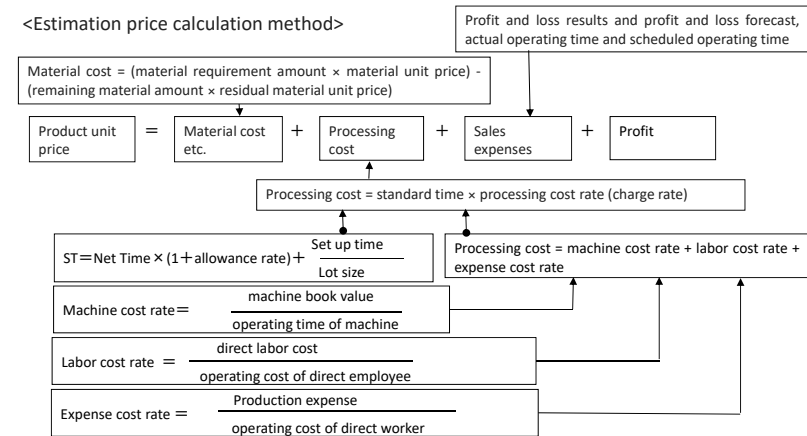 <Estimation price calculation method>
Profit and loss results and profit and loss forecast,
actual operating time and scheduled operating time
Material cost = (material requirement amount × material unit price) -
(remaining material amount × residual material unit price)
Product unit
price
=
Material cost
etc.
+
Processing
cost
+
Sales
expenses
+
Profit
Processing cost = standard time × processing cost rate (charge rate)
ST=Net Time×(1+allowance rate)+
Set up time
Lot size
Processing cost = machine cost rate + labor cost rate +
expense cost rate
Machine cost rate=
machine book value
operating time of machine
Labor cost rate =
direct labor cost
operating cost of direct employee
Expense cost rate =
Production expense
operating cost of direct worker